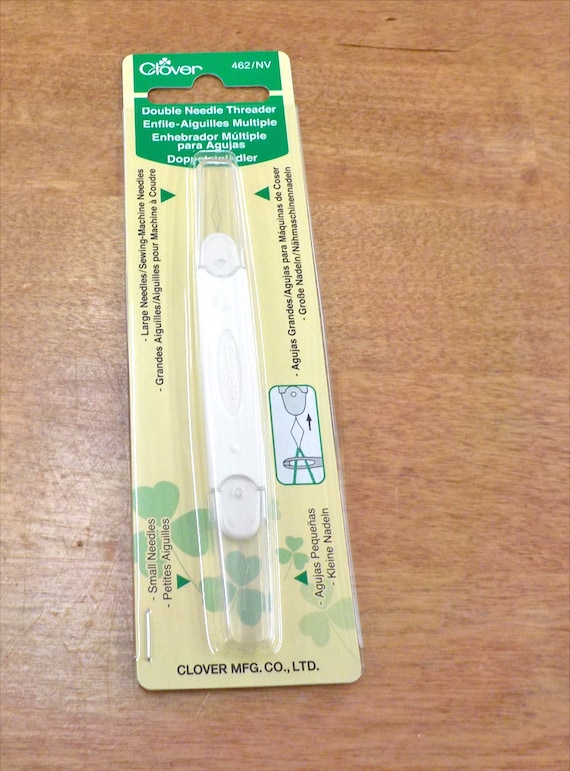 Clover
462/NV
Double Needle Threader
Enfile-Aiguilles Multiple
Enhebrador Múltiple
para Agujas
Doppeleinfädler
- Large Needles/Sewing-Machine Needles
- Grandes Aiguilles/Aiguilles pour Machine à Coudre
- Agujas Grandes/Agujas para Máquinas de Coser
- Große Nadeln/Nähmaschinennadeln
- Small Needles
- Petites Aiguilles
- Agujas Pequeñas
- Kleine Nadeln
CLOVER MFG.CO.,LTD.